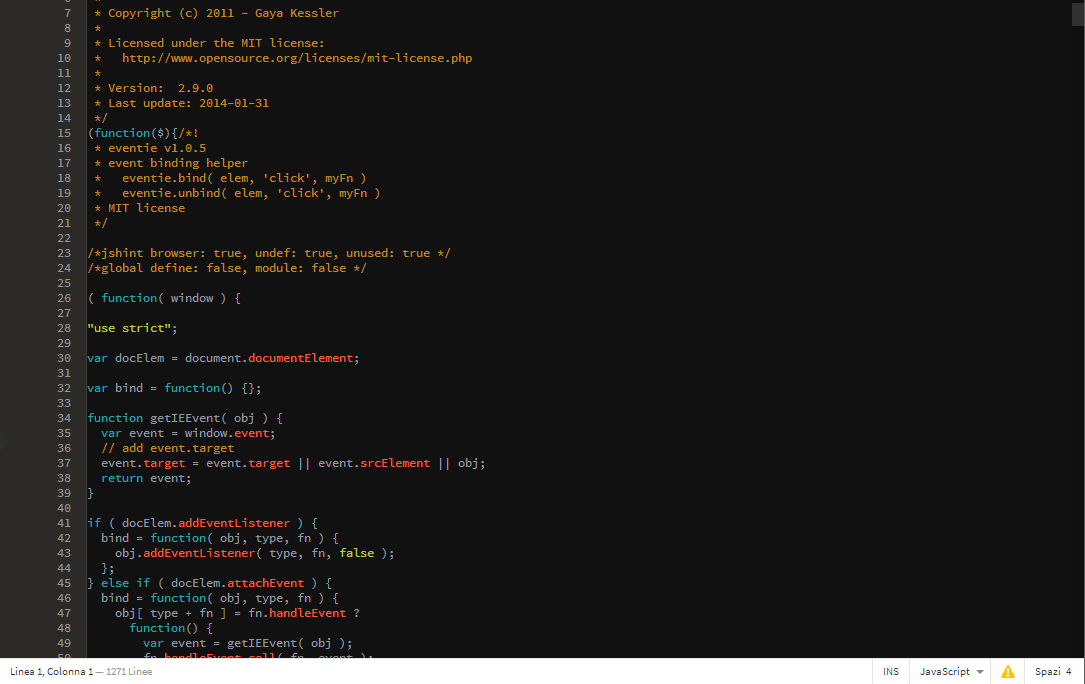 7 * Copyright (c) 2011 - Gaya Kessler
8 *
9 * Licensed under the MIT license:
10 *   http://www.opensource.org/licenses/mit-license.php
11 *
12 * Version:  2.9.0
13 * Last update: 2014-01-31
14 */
15 (function($){/*!
16 * eventie v1.0.5
17 * event binding helper
18 *   eventie.bind( elem, 'click', myFn )
19 *   eventie.unbind( elem, 'click', myFn )
20 * MIT license
21 */
22
23 /*jshint browser: true, undef: true, unused: true */
24 /*global define: false, module: false */
25
26 ( function( window ) {
27
28 "use strict";
29
30 var docElem = document.documentElement;
31
32 var bind = function() {};
33
34 function getIEEvent( obj ) {
35   var event = window.event;
36   // add event.target
37   event.target = event.target || event.srcElement || obj;
38   return event;
39 }
40
41 if ( docElem.addEventListener ) {
42   bind = function( obj, type, fn ) {
43     obj.addEventListener( type, fn, false );
44   };
45 } else if ( docElem.attachEvent ) {
46   bind = function( obj, type, fn ) {
47     obj[ type + fn ] = fn.handleEvent ?
48       function() {
49         var event = getIEEvent( obj );
50         fn.handleEvent.call( fn, event );
Linea 1, Colonna 1 — 1271 Linee INS JavaScript Spazi 4